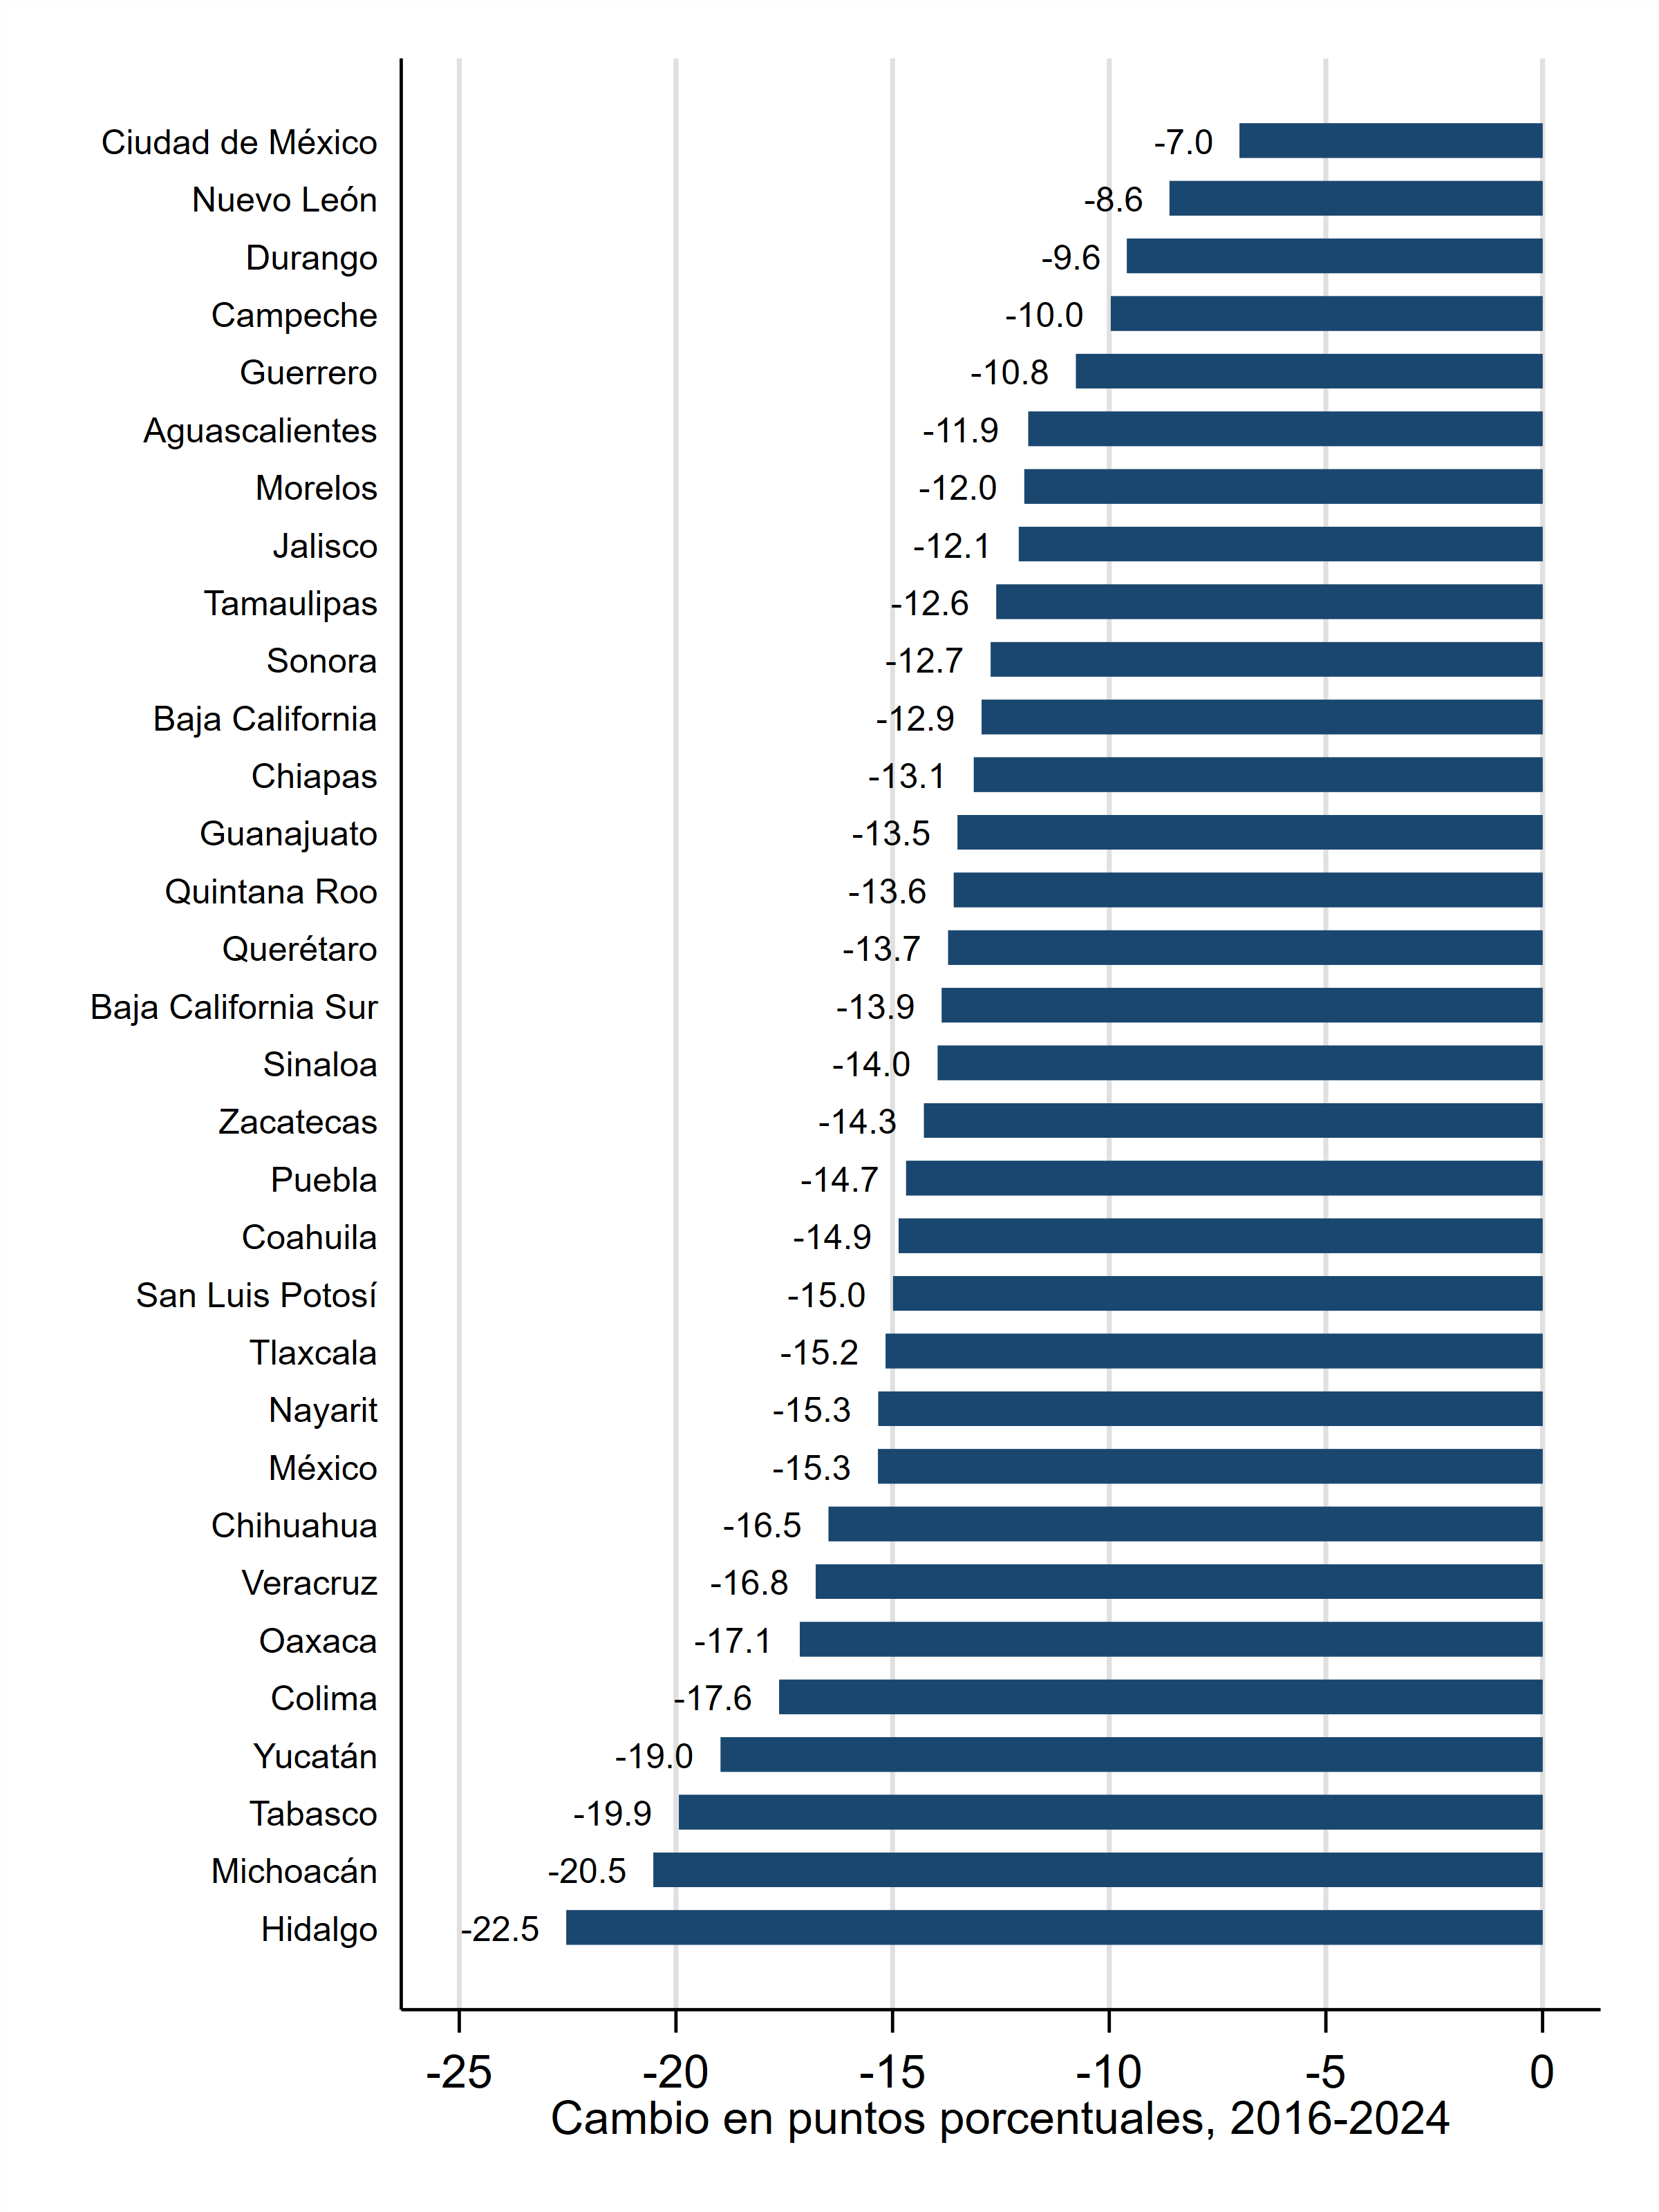 Ciudad de México -7.0
Nuevo León -8.6
Durango -9.6
Campeche -10.0
Guerrero -10.8
Aguascalientes -11.9
Morelos -12.0
Jalisco -12.1
Tamaulipas -12.6
Sonora -12.7
Baja California -12.9
Chiapas -13.1
Guanajuato -13.5
Quintana Roo -13.6
Querétaro -13.7
Baja California Sur -13.9
Sinaloa -14.0
Zacatecas -14.3
Puebla -14.7
Coahuila -14.9
San Luis Potosí -15.0
Tlaxcala -15.2
Nayarit -15.3
México -15.3
Chihuahua -16.5
Veracruz -16.8
Oaxaca -17.1
Colima -17.6
Yucatán -19.0
Tabasco -19.9
Michoacán -20.5
Hidalgo -22.5
-25 -20 -15 -10 -5 0
Cambio en puntos porcentuales, 2016-2024